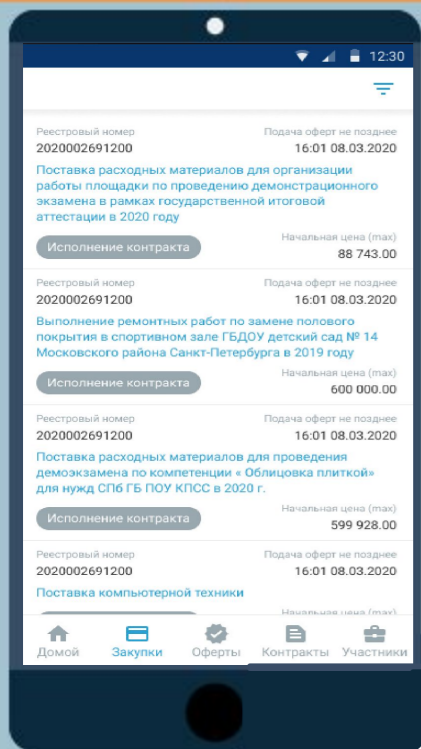 12:30
Реестровый номер Подача оферт не позднее
2020002691200 16:01 08.03.2020
Поставка расходных материалов для организации
работы площадки по проведению демонстрационного
экзамена в рамках государственной итоговой
аттестации в 2020 году
Начальная цена (max)
Исполнение контракта
88 743.00
Реестровый номер Подача оферт не позднее
2020002691200 16:01 08.03.2020
Выполнение ремонтных работ по замене полового
покрытия в спортивном зале ГБДОУ детский сад № 14
Московского района Санкт-Петербурга в 2019 году
Начальная цена (max)
Исполнение контракта
600 000.00
Реестровый номер Подача оферт не позднее
2020002691200 16:01 08.03.2020
Поставка расходных материалов для проведения
демоэкзамена по компетенции « Облицовка плиткой»
для нужд СПб ГБ ПОУ КПСС в 2020 г.
Начальная цена (max)
Исполнение контракта
599 928.00
Реестровый номер Подача оферт не позднее
2020002691200 16:01 08.03.2020
Поставка компьютерной техники
Начальная цена (max)
Домой Закупки Оферты Контракты Участники